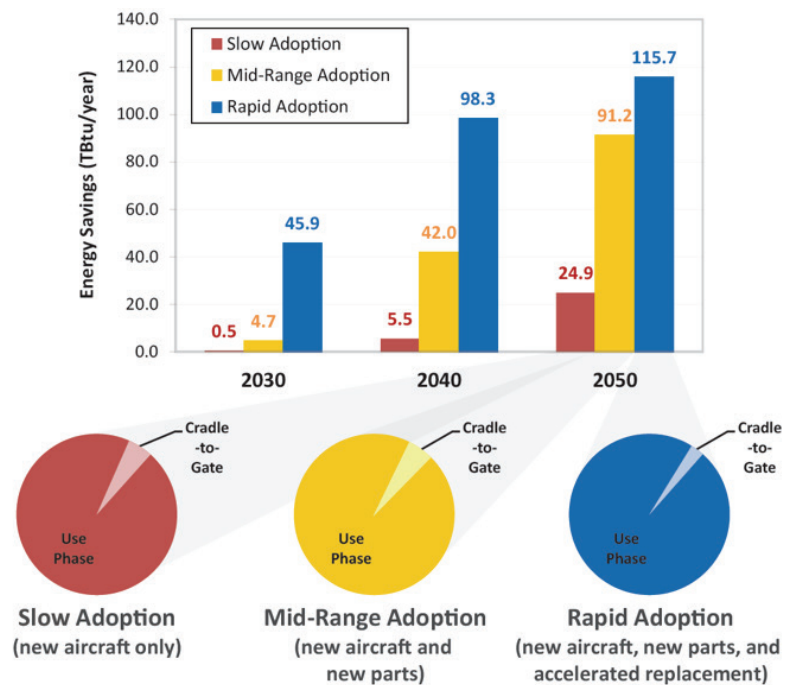 140.0
120.0
100.0
80.0
60.0
40.0
20.0
0.0
Energy Savings (TBtu/year)
Slow Adoption
Mid-Range Adoption
Rapid Adoption
0.5
4.7
45.9
5.5
42.0
98.3
24.9
91.2
115.7
2030
2040
2050
Cradle
-to-
Gate
Use
Phase
Slow Adoption
(new aircraft only)
Cradle
-to-
Gate
Use
Phase
Mid-Range Adoption
(new aircraft and
new parts)
Cradle
-to-
Gate
Use
Phase
Rapid Adoption
(new aircraft, new parts, and
accelerated replacement)